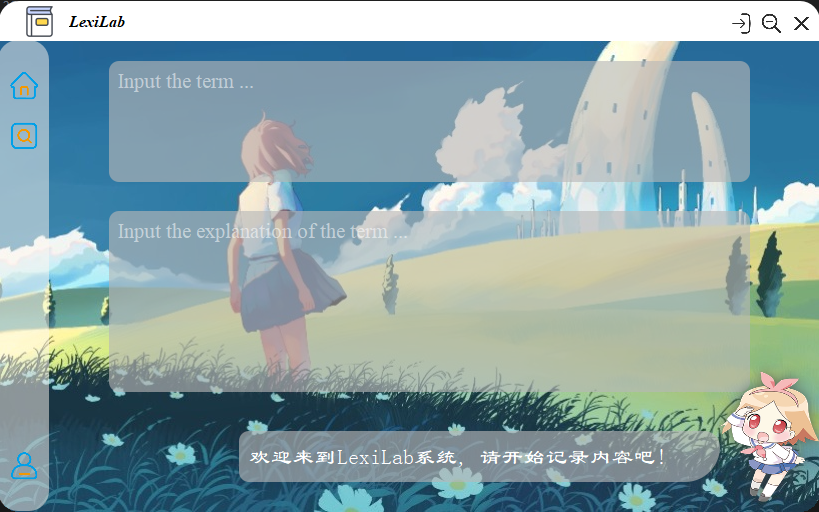 LexiLab
Input the term ...
Input the explanation of the term ...
欢迎来到LexiLab系统，请开始记录内容吧！